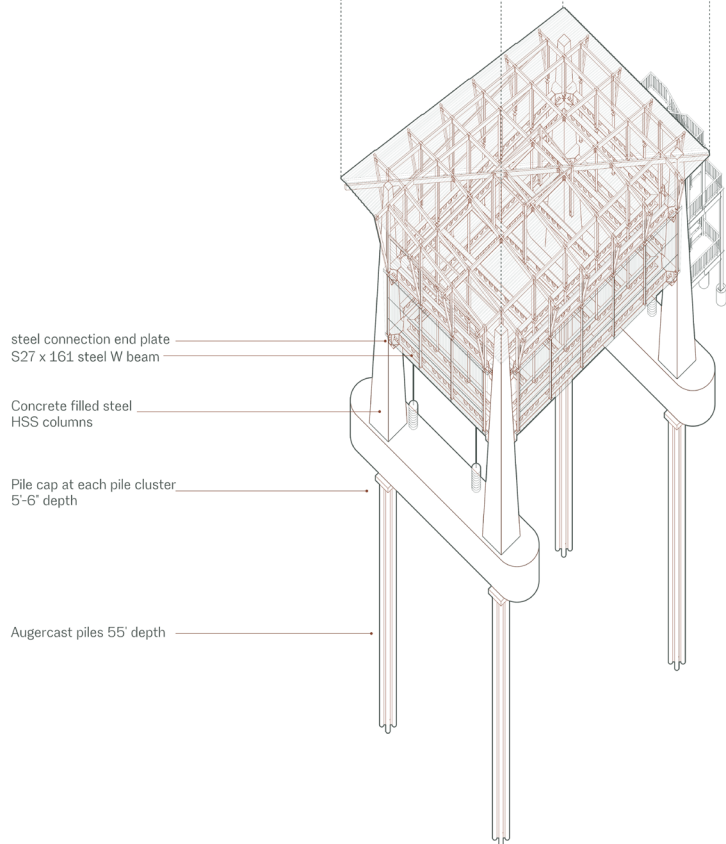 steel connection end plate
S27 x 161 steel W beam
Concrete filled steel
HSS columns
Pile cap at each pile cluster
5'-6" depth
Augercast piles 55' depth